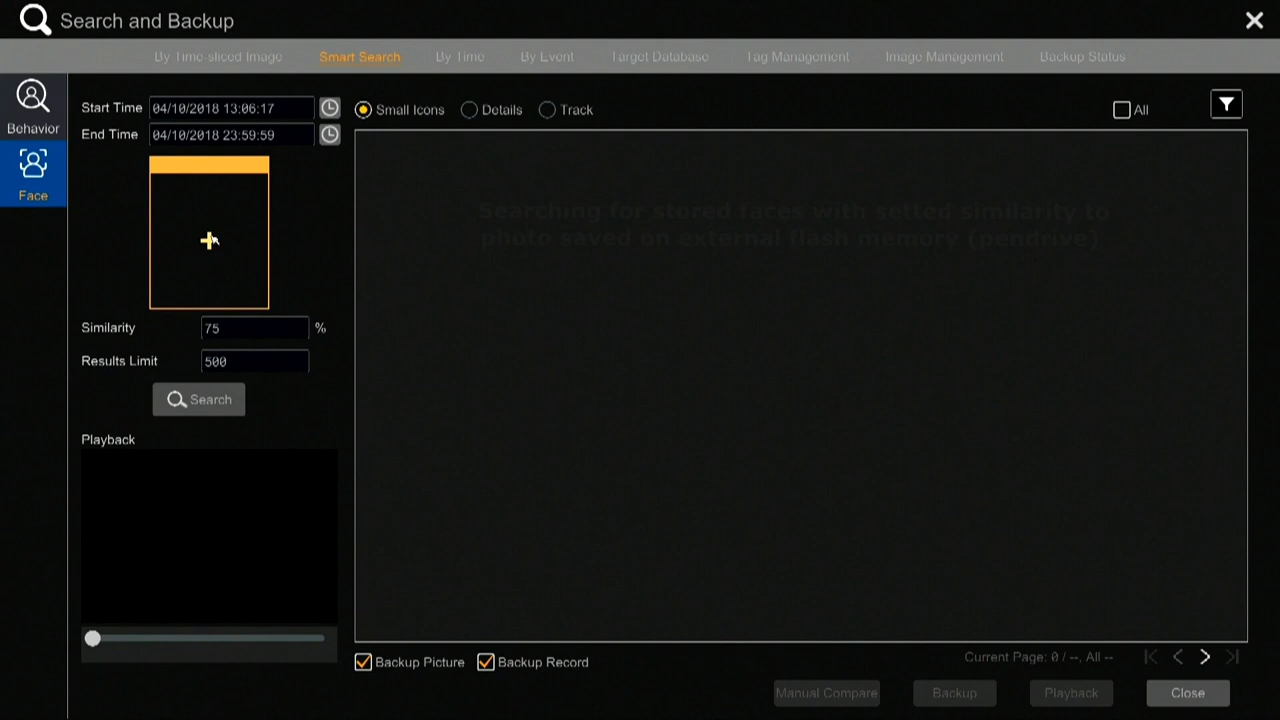 Search and Backup
By Time-sliced Image Smart Search By Time By Event Target Database Tag Management Image Management Backup Status
Behavior
Face
Start Time 04/10/2018 13:06:17
End Time 04/10/2018 23:59:59
Similarity 75 %
Results Limit 500
Search
Playback
Small Icons Details Track All
Searching for stored faces with setted similarity to
photo saved on external flash memory (pendrive)
Backup Picture Backup Record
Current Page: 0 / --, All --
Manual Compare Backup Playback Close